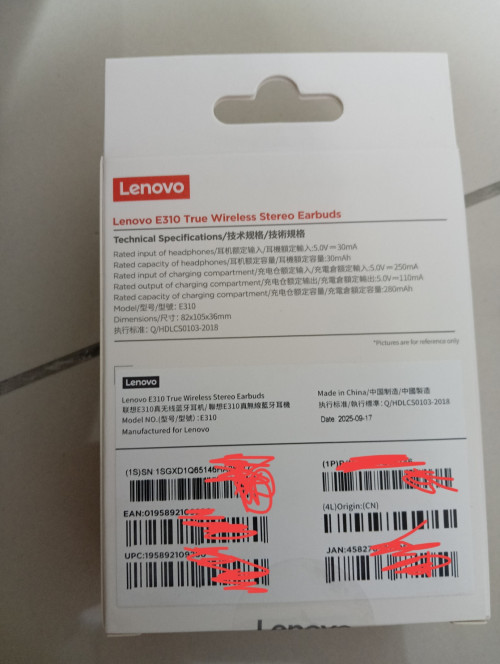 Lenovo
Lenovo E310 True Wireless Stereo Earbuds
Technical Specifications/技术规格/技術規格
Rated input of headphones/耳机额定输入/耳機額定輸入:5.0V⎓30mA
Rated capacity of headphones/耳机额定容量/耳機額定容量:30mAh
Rated input of charging compartment/充电仓额定输入/充電倉額定輸入:5.0V⎓250mA
Rated output of charging compartment/充电仓额定输出/充電倉額定輸出:5.0V⎓110mA
Rated capacity of charging compartment/充电仓额定容量/充電倉額定容量:280mAh
Model/型号/型號: E310
Dimensions/尺寸: 82x105x36mm
执行标准: Q/HDLCS0103-2018
*Pictures are for reference only
Lenovo
Lenovo E310 True Wireless Stereo Earbuds
联想E310真无线蓝牙耳机/ 聯想E310真無線藍牙耳機
Model NO.(型号/型號) :E310
Manufactured for Lenovo
Made in China/中国制造/中國製造
执行标准/執行標準: Q/HDLCS0103-2018
Date: 2025-09-17
(1S)SN 1SGXD1Q65146
(1P)
EAN:019589210
(4L)Origin:(CN)
UPC:195892109
JAN:4582
Lenovo